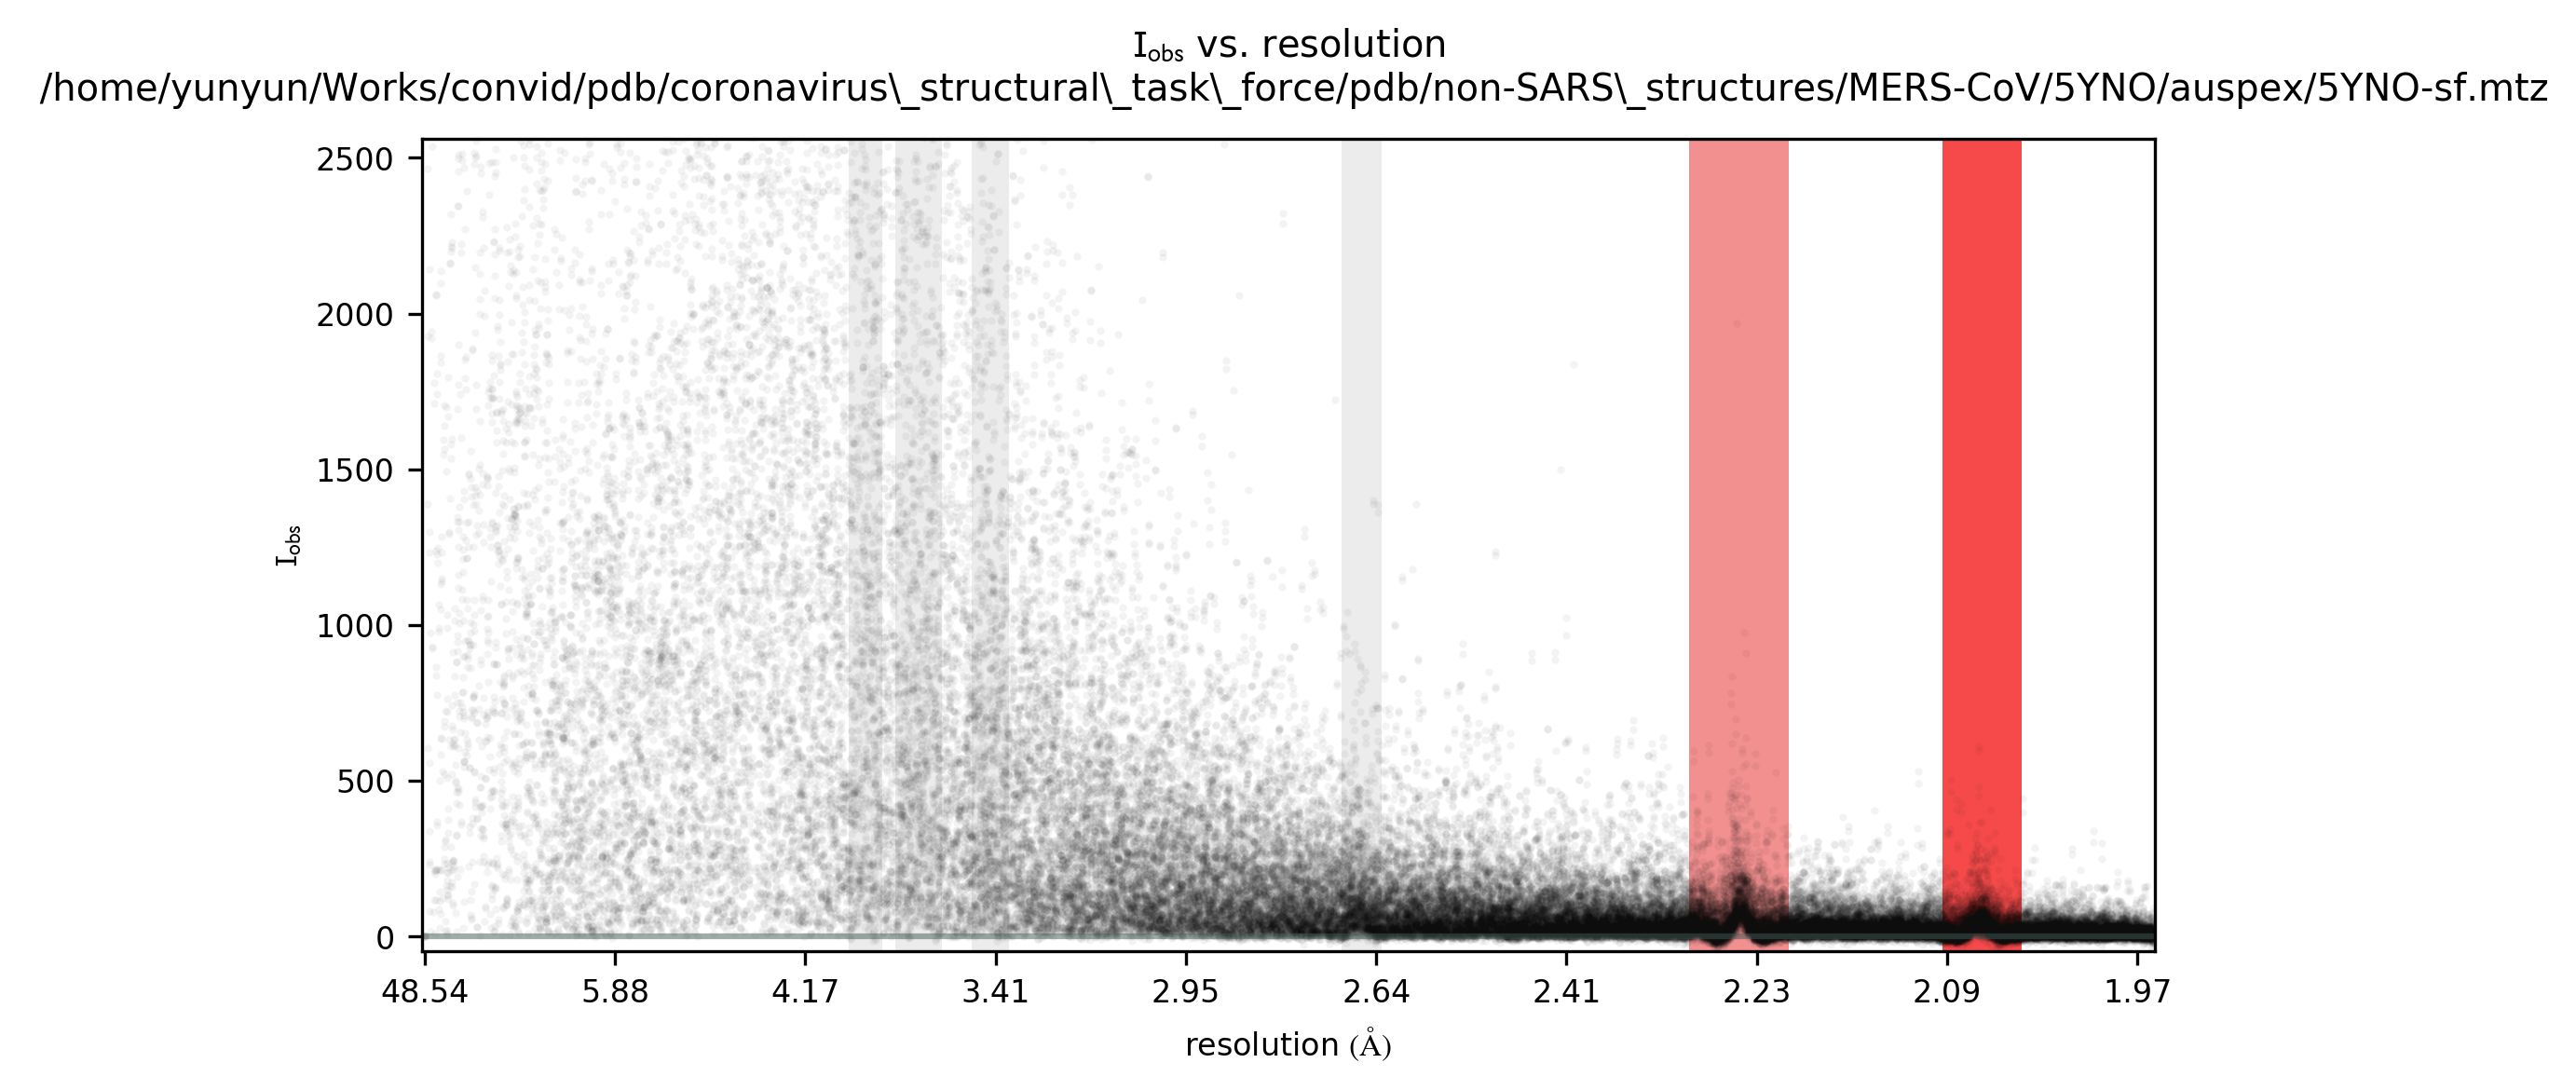 Iobs vs. resolution
/home/yunyun/Works/convid/pdb/coronavirus\_structural\_task\_force/pdb/non-SARS\_structures/MERS-CoV/5YNO/auspex/5YNO-sf.mtz
2500
2000
1500
1000
500
0
Iobs
48.54 5.88 4.17 3.41 2.95 2.64 2.41 2.23 2.09 1.97
resolution (Å)